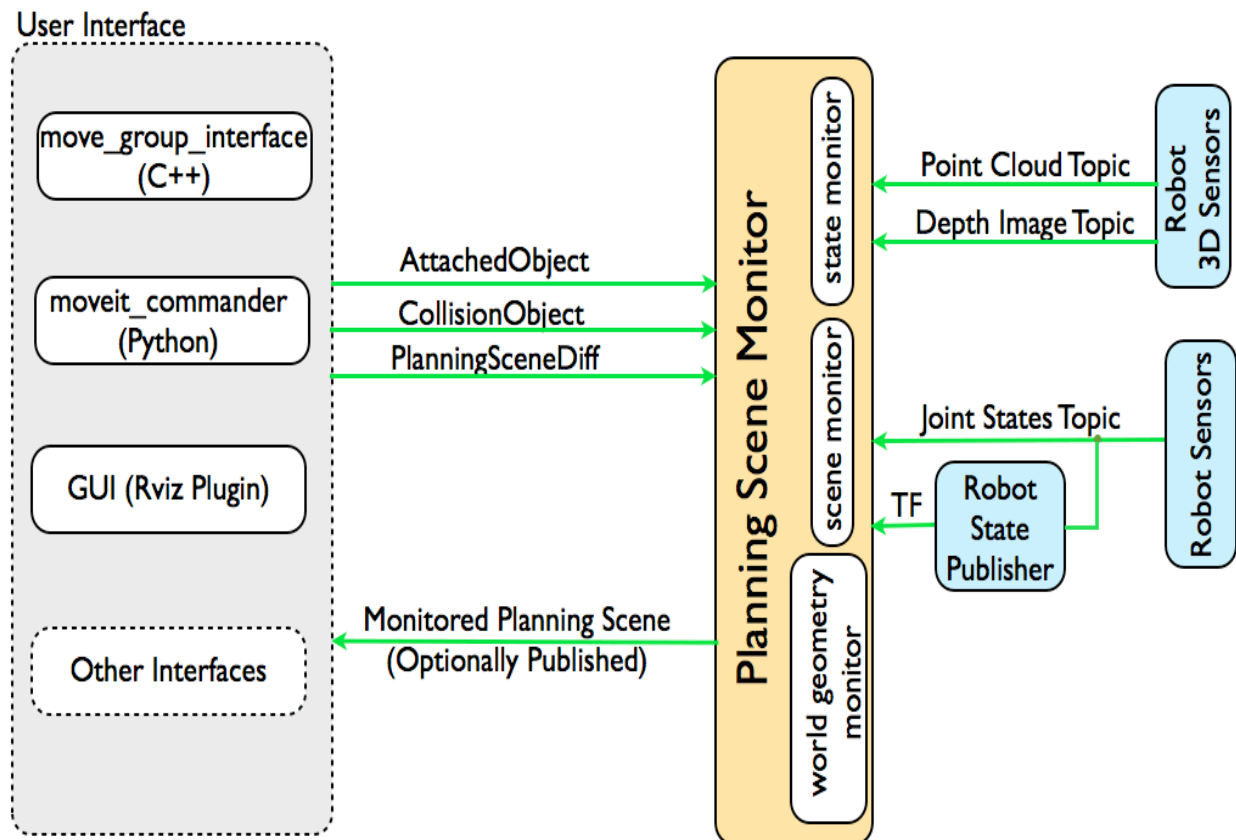 User Interface
move_group_interface
(C++)
moveit_commander
(Python)
GUI (Rviz Plugin)
Other Interfaces
AttachedObject
CollisionObject
PlanningSceneDiff
Monitored Planning Scene
(Optionally Published)
Planning Scene Monitor
state monitor
scene monitor
world geometry
monitor
Point Cloud Topic
Depth Image Topic
Joint States Topic
TF
Robot
State
Publisher
Robot
3D Sensors
Robot Sensors